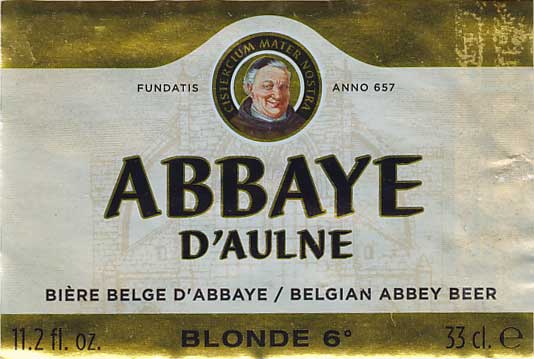 CISTERCIUM MATER NOSTRA
FUNDATIS ANNO 657
ABBAYE
D'AULNE
BIÈRE BELGE D'ABBAYE / BELGIAN ABBEY BEER
11.2 fl. oz. BLONDE 6° 33 cl. e